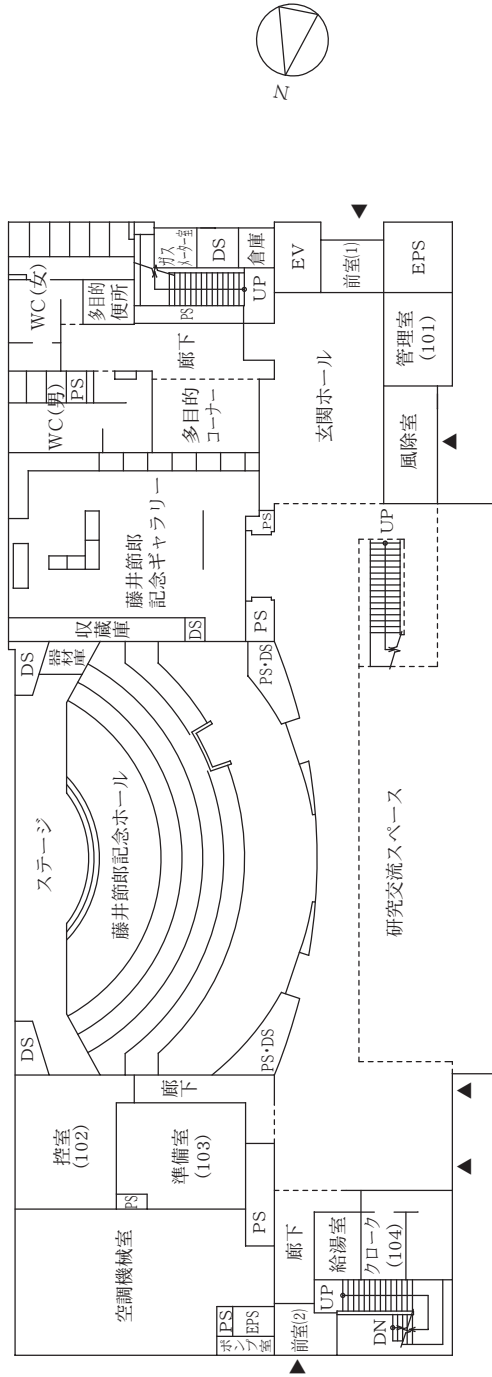 N
WC(女)
多目的
便所
ガス
メーター室
DS
倉庫
PS
UP
EV
前室(1)
EPS
WC(男)
PS
廊下
多目的
コーナー
玄関ホール
管理室
(101)
風除室
藤井節郎
記念ギャラリー
PS
UP
収蔵庫
DS
PS
DS
器材庫
PS・DS
ステージ
藤井節郎記念ホール
研究交流スペース
DS
PS・DS
控室
(102)
廊下
準備室
(103)
PS
PS
空調機械室
廊下
給湯室
クローク
(104)
PS
EPS
ポンプ室
前室(2)
UP
DN